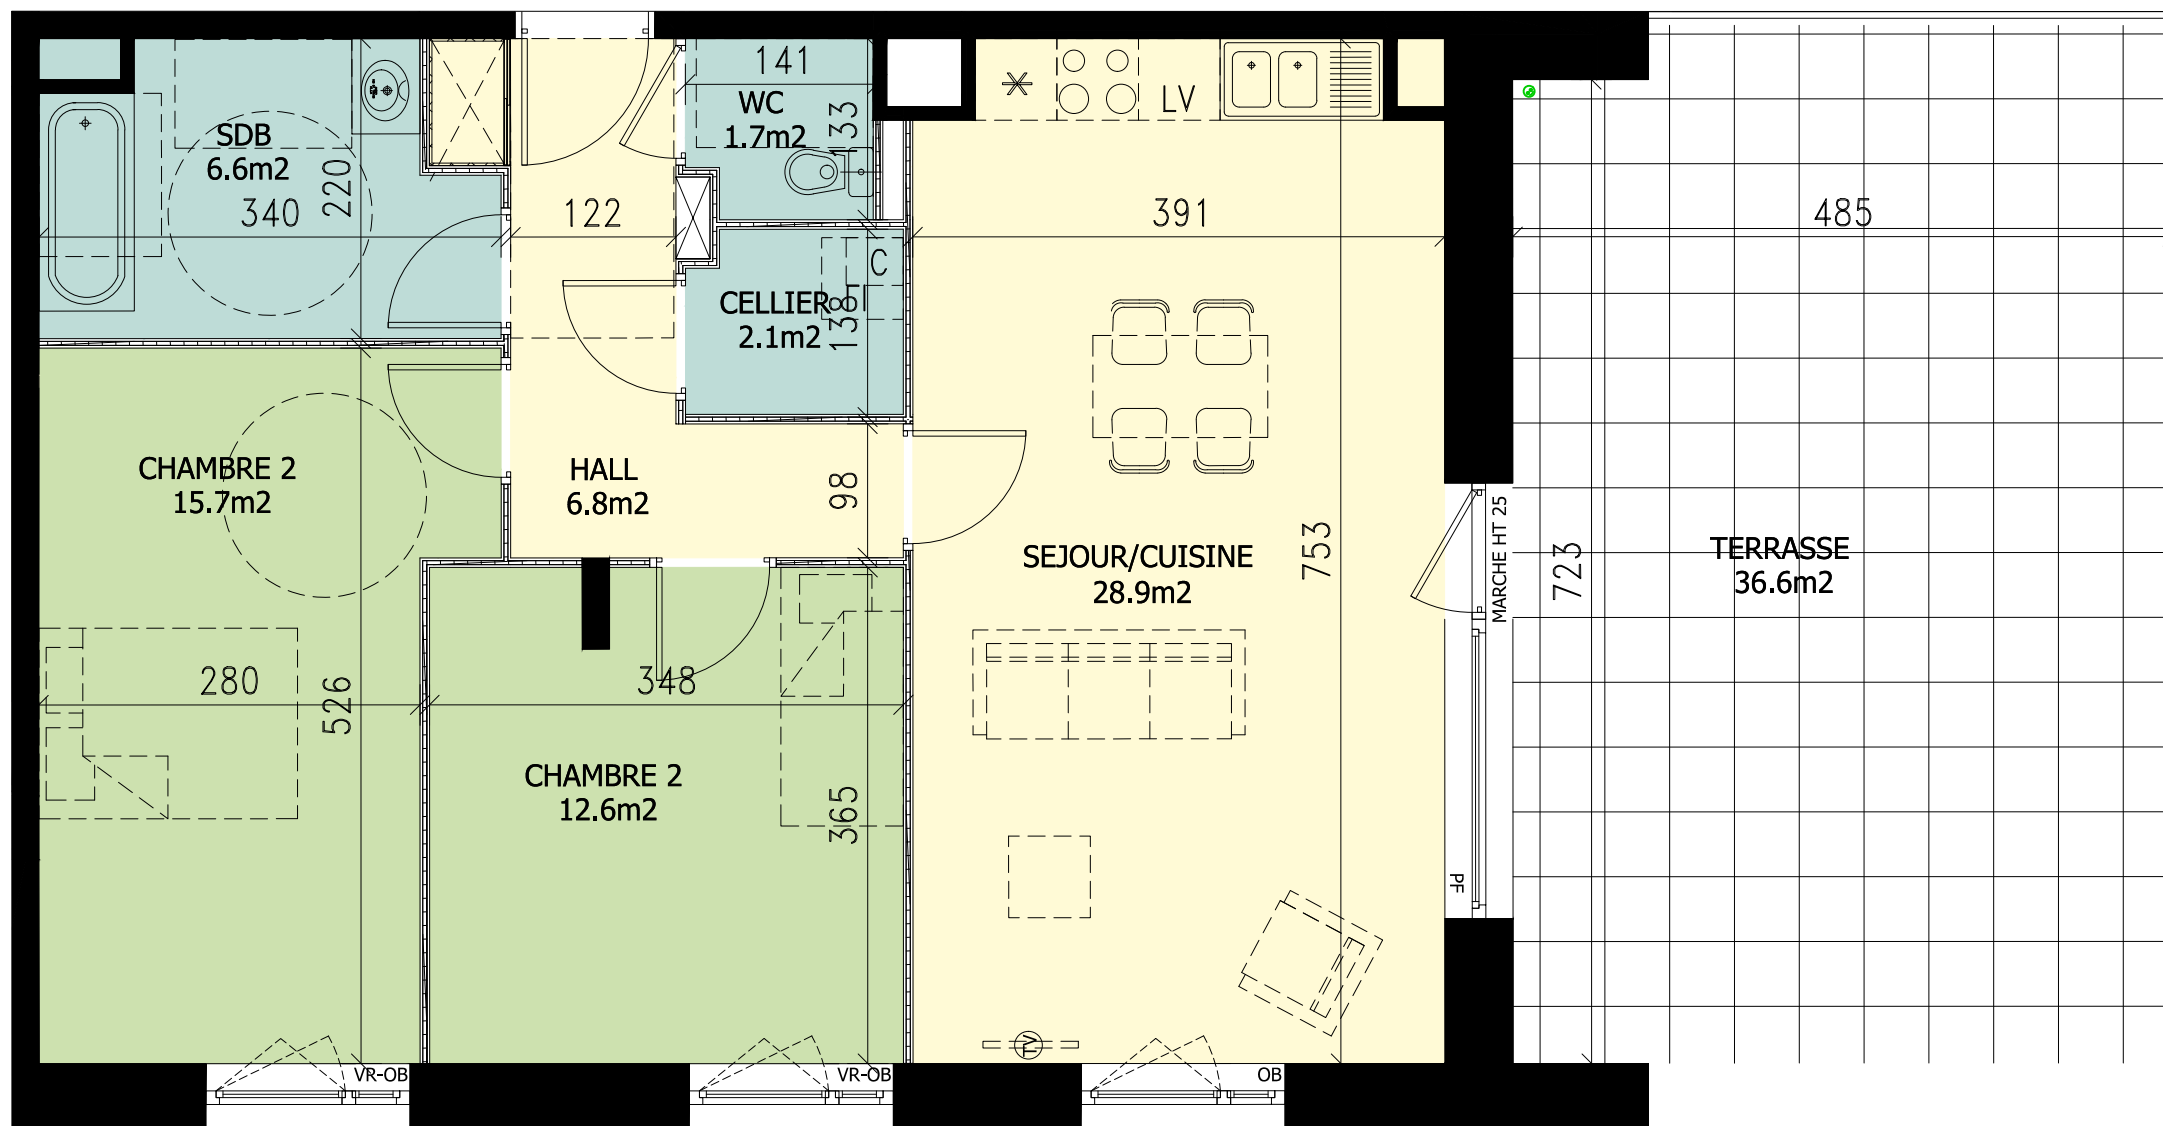 141
WC
1.7m2
133
LV
SDB
6.6m2
220
340
122
391
485
C
CELLIER
2.1m2
138
CHAMBRE 2
15.7m2
HALL
6.8m2
98
SEJOUR/CUISINE
28.9m2
753
MARCHE HT 25
723
TERRASSE
36.6m2
280
526
348
CHAMBRE 2
12.6m2
365
PF
TV
VR-OB
VR-OB
OB